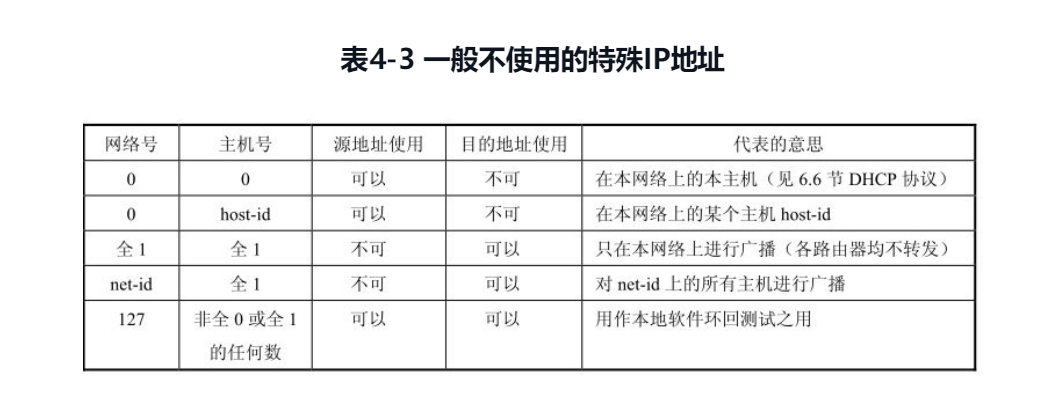 表4-3 一般不使用的特殊IP地址
网络号 主机号 源地址使用 目的地址使用 代表的意思
0 0 可以 不可 在本网络上的本主机（见 6.6 节 DHCP 协议）
0 host-id 可以 不可 在本网络上的某个主机 host-id
全 1 全 1 不可 可以 只在本网络上进行广播（各路由器均不转发）
net-id 全 1 不可 可以 对 net-id 上的所有主机进行广播
127 非全 0 或全 1 可以 可以 用作本地软件环回测试之用
的任何数